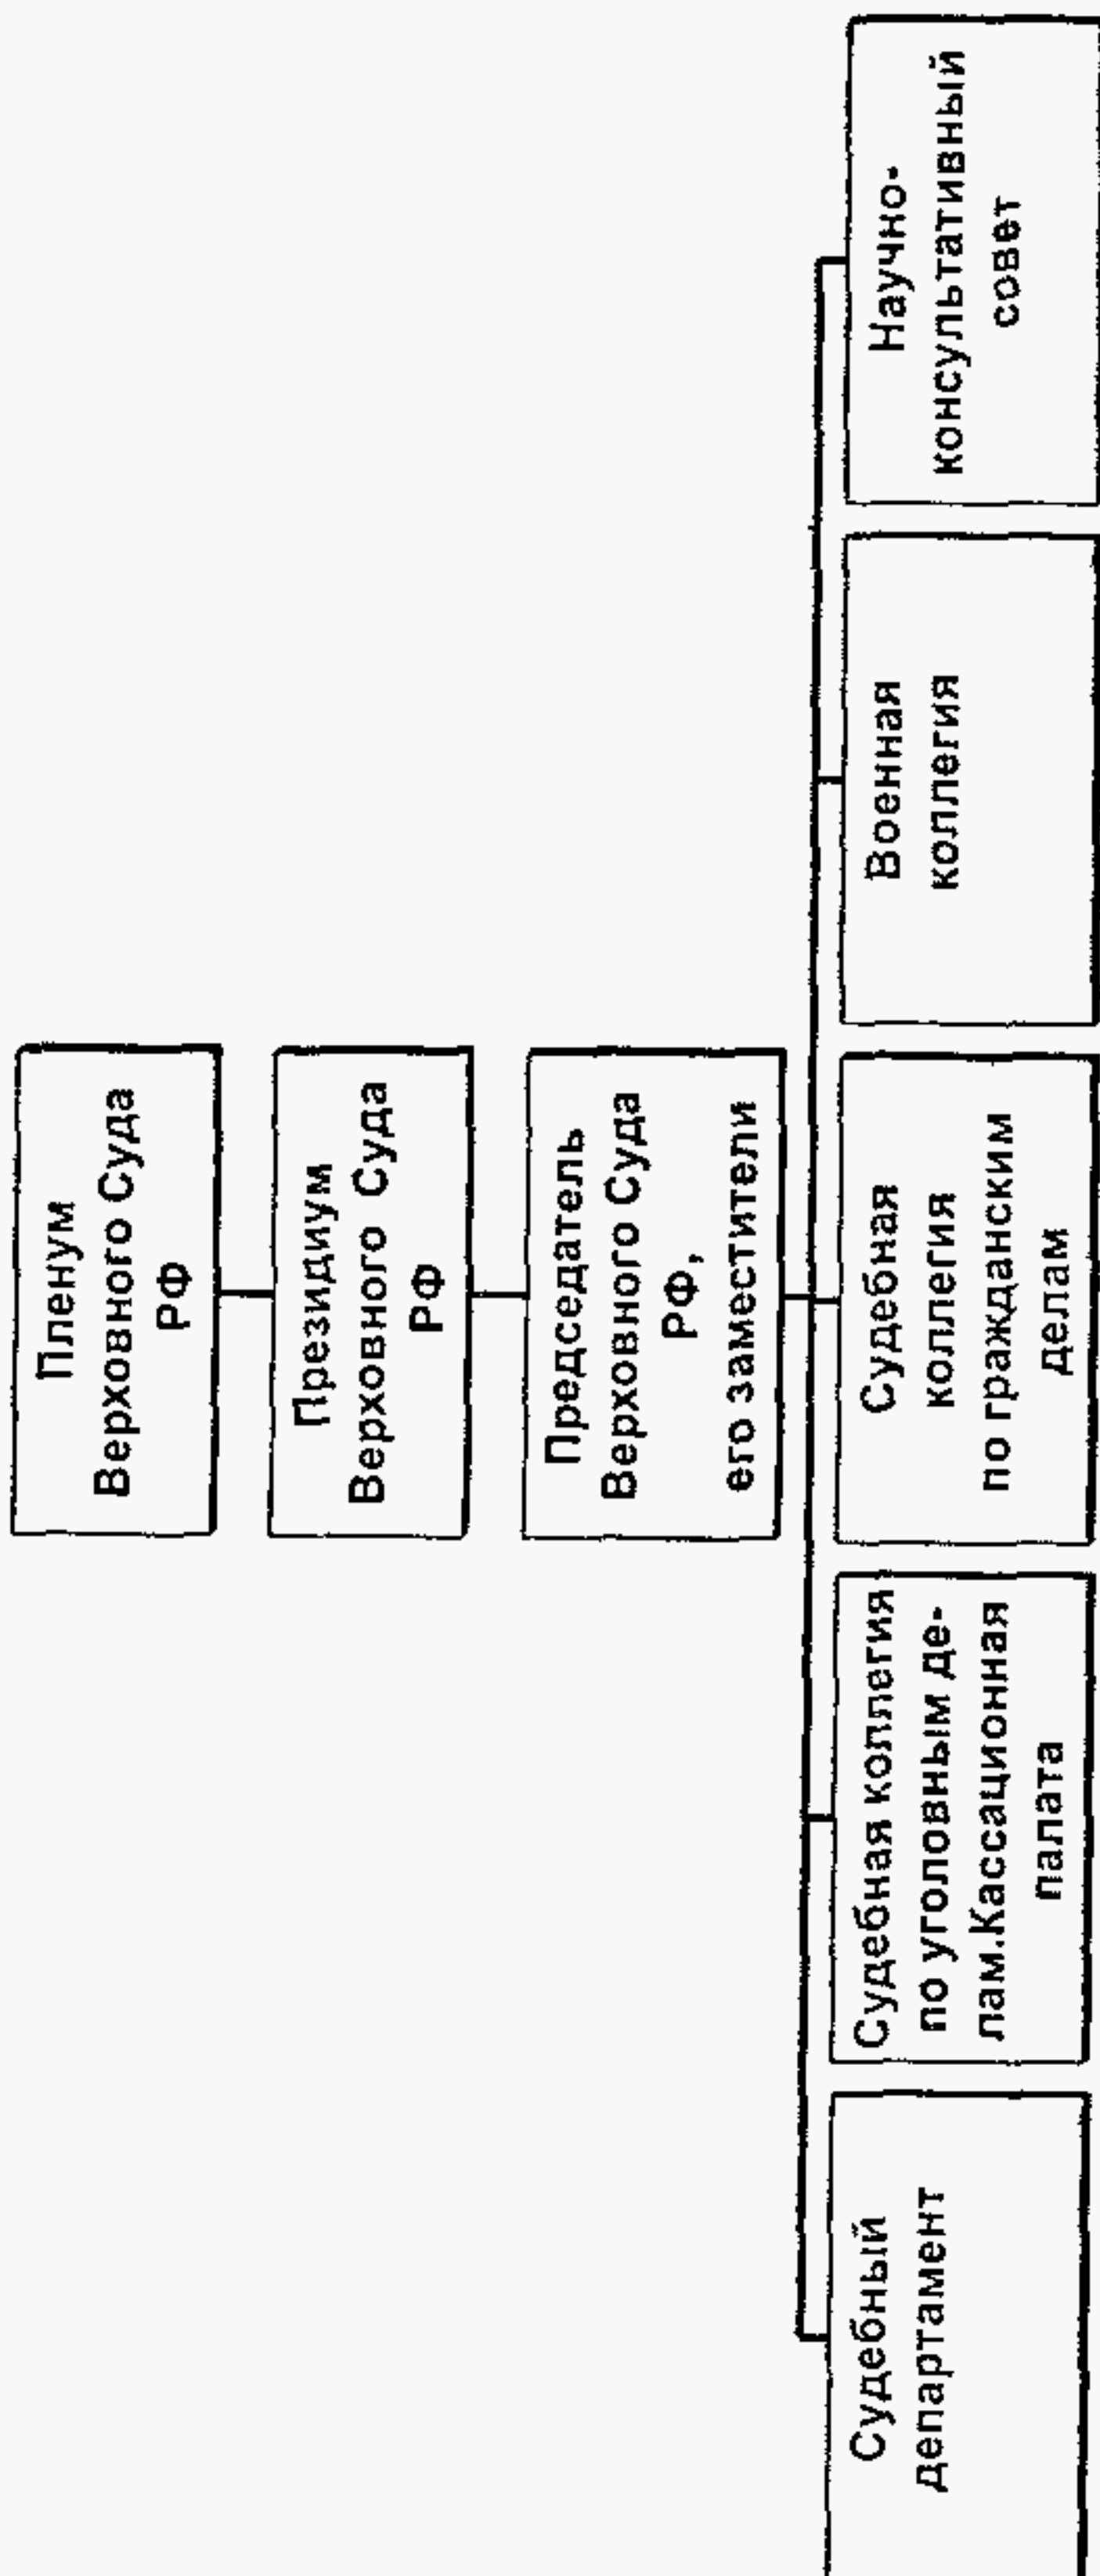 Пленум
Верховного Суда
РФ
Президиум
Верховного Суда
РФ
Председатель
Верховного Суда
РФ,
его заместители
Судебный
департамент
Судебная коллегия
по уголовным де-
лам.Кассационная
палата
Судебная
коллегия
по гражданским
делам
Военная
коллегия
Научно-
консультативный
совет